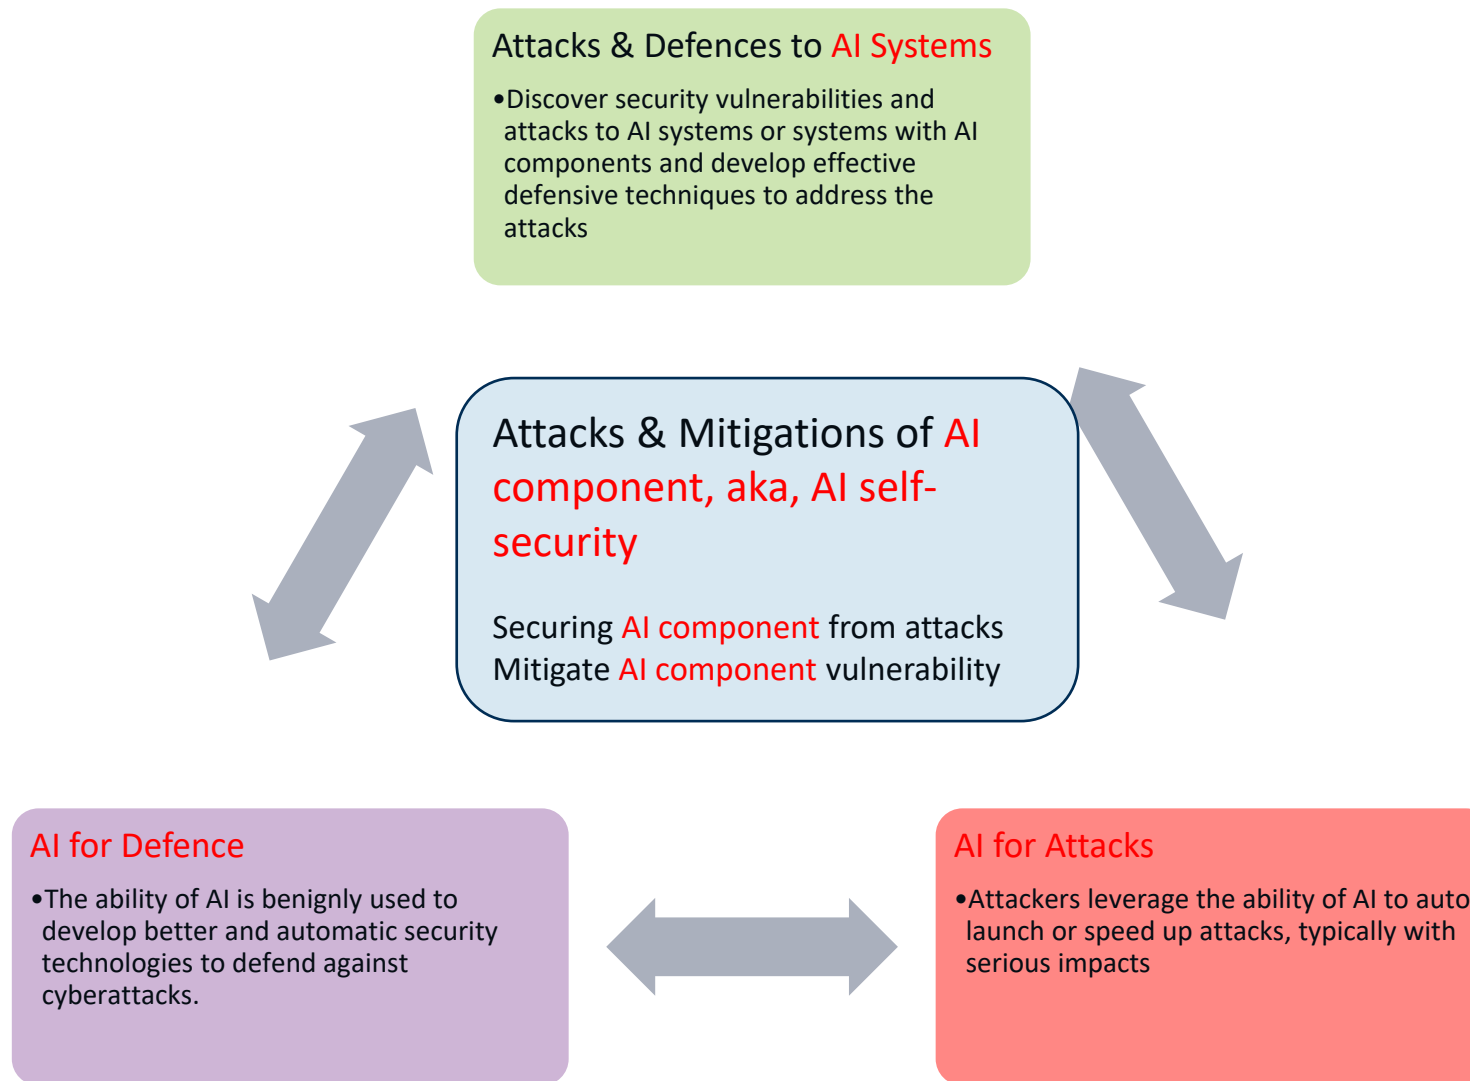 Attacks & Defences to AI Systems
•Discover security vulnerabilities and
attacks to AI systems or systems with AI
components and develop effective
defensive techniques to address the
attacks
Attacks & Mitigations of AI
component, aka, AI self-
security
Securing AI component from attacks
Mitigate AI component vulnerability
AI for Defence
•The ability of AI is benignly used to
develop better and automatic security
technologies to defend against
cyberattacks.
AI for Attacks
•Attackers leverage the ability of AI to auto
launch or speed up attacks, typically with
serious impacts